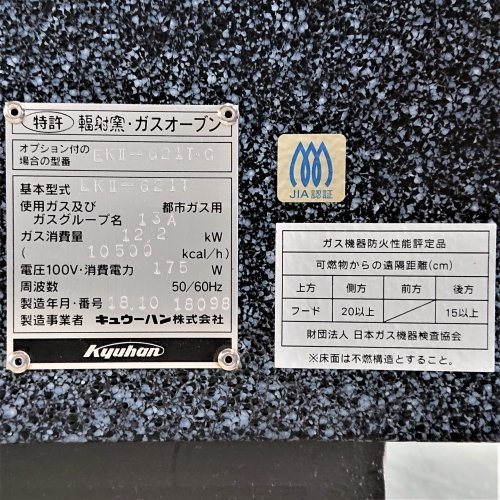 特許 輻射窯・ガスオーブン
オプション付の
場合の型番 EKII-G21T・C
基本型式 EKII-G21T
使用ガス及び 都市ガス用
ガスグループ名 13A
ガス消費量 12.2 kW
( 10500 kcal/h)
電圧100V・消費電力 175 W
周波数 50/60Hz
製造年月・番号 18.10 18098
製造事業者 キュウーハン株式会社
Kyuhan
JIA認証
ガス機器防火性能評定品
可燃物からの遠隔距離(cm)
上方 側方 前方 後方
フード 20以上 15以上
財団法人 日本ガス機器検査協会
※床面は不燃構造とすること。